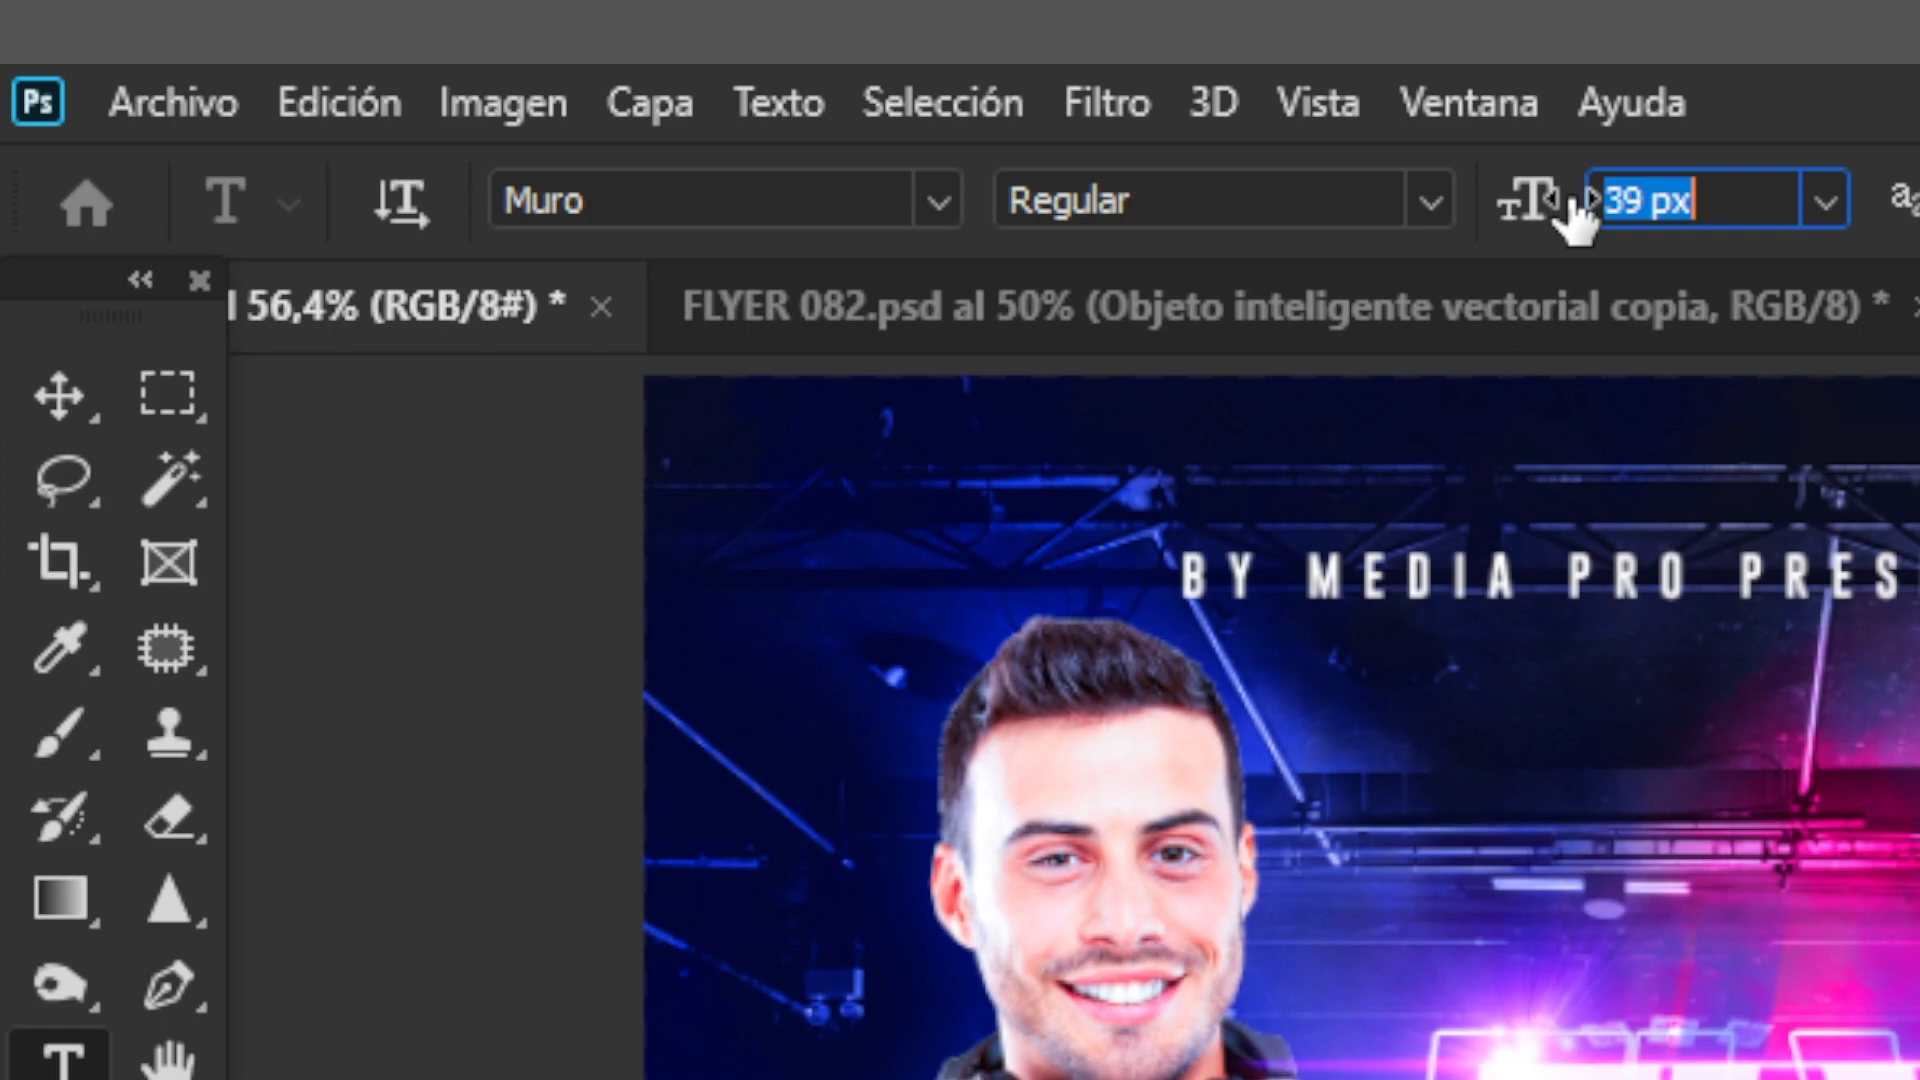 Ps Archivo Edición Imagen Capa Texto Selección Filtro 3D Vista Ventana Ayuda
Muro Regular 39 px
56,4% (RGB/8#) * FLYER 082.psd al 50% (Objeto inteligente vectorial copia, RGB/8) *
BY MEDIA PRO PRES